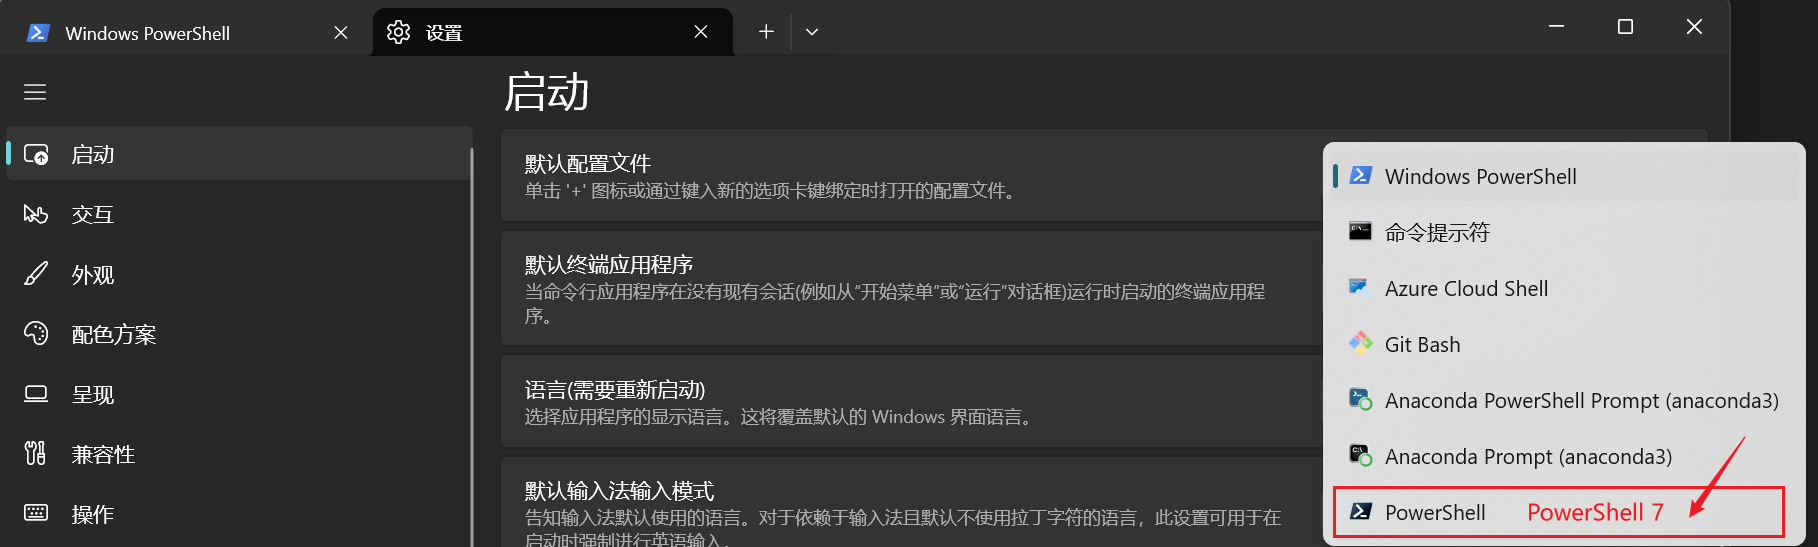 Windows PowerShell
设置
启动
启动
交互
外观
配色方案
呈现
兼容性
操作
默认配置文件
单击 '+' 图标或通过键入新的选项卡键绑定时打开的配置文件。
默认终端应用程序
当命令行应用程序在没有现有会话(例如从“开始菜单”或“运行”对话框)运行时启动的终端应用程
序。
语言(需要重新启动)
选择应用程序的显示语言。这将覆盖默认的 Windows 界面语言。
默认输入法输入模式
告知输入法默认使用的语言。对于依赖于输入法且默认不使用拉丁字符的语言，此设置可用于在
启动时强制进行英语输入。
Windows PowerShell
命令提示符
Azure Cloud Shell
Git Bash
Anaconda PowerShell Prompt (anaconda3)
Anaconda Prompt (anaconda3)
PowerShell PowerShell 7